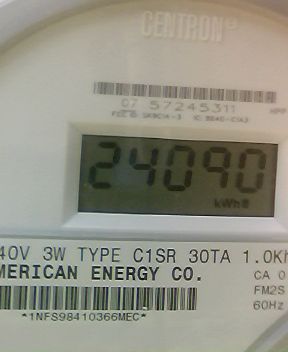 CENTRON®
07 57245311
24090
kWh
40V 3W TYPE C1SR 30TA 1.0Kh
MERICAN ENERGY CO.
CA 0
FM2S
60Hz
*1NFS98410366MEC*